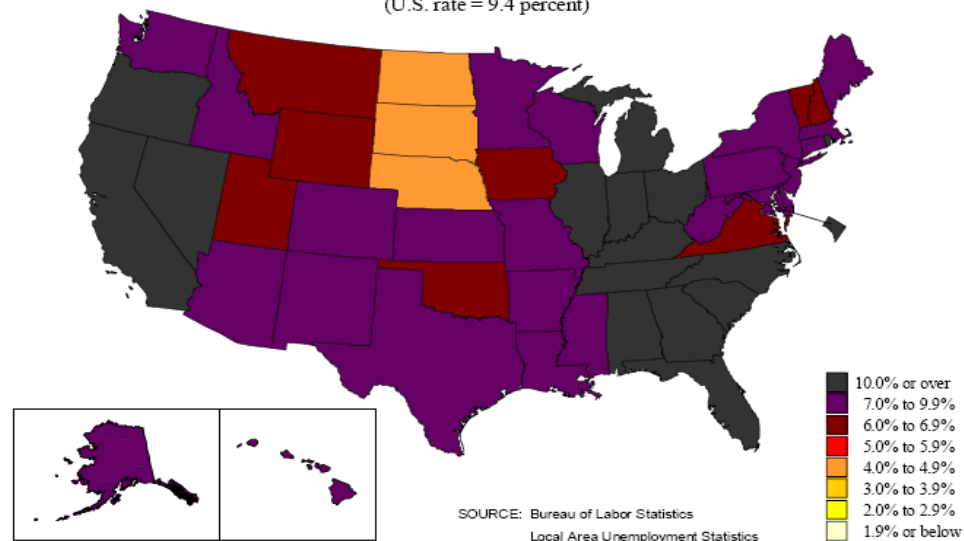 (U.S. rate = 9.4 percent)
10.0% or over
7.0% to 9.9%
6.0% to 6.9%
5.0% to 5.9%
4.0% to 4.9%
3.0% to 3.9%
2.0% to 2.9%
1.9% or below
SOURCE: Bureau of Labor Statistics
Local Area Unemployment Statistics